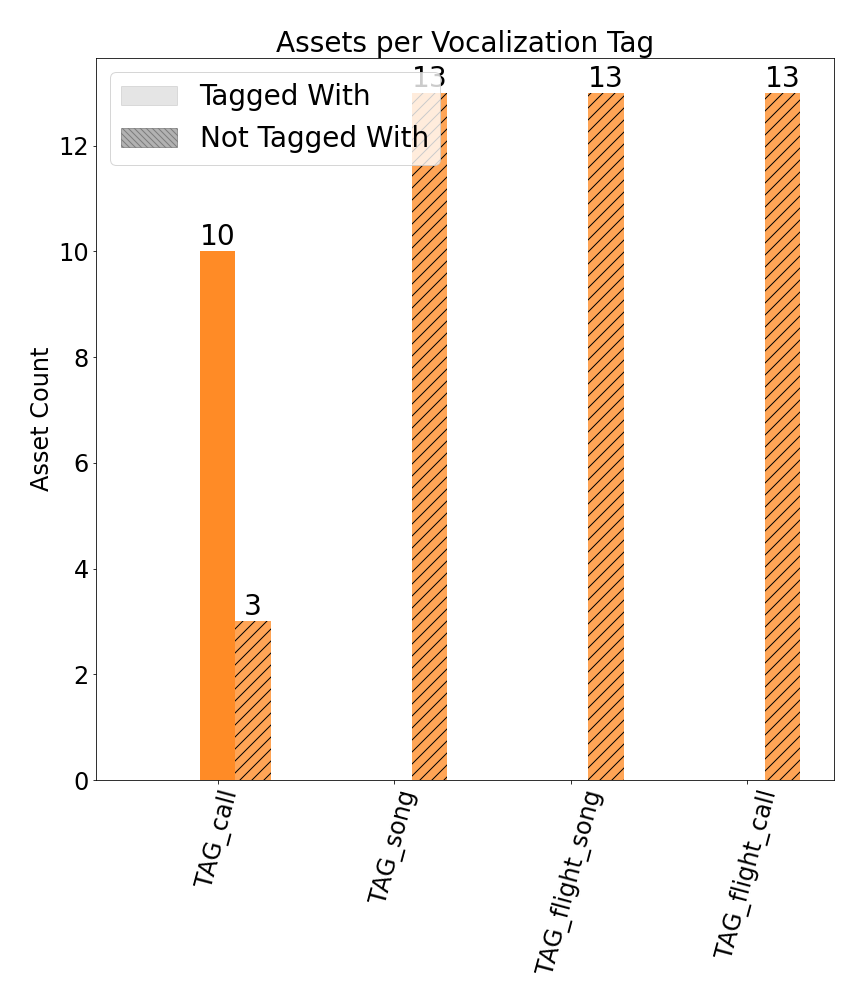 Assets per Vocalization Tag
Tagged With
Not Tagged With
13
13
13
10
3
Asset Count
12
10
8
6
4
2
0
TAG_call
TAG_song
TAG_flight_song
TAG_flight_call